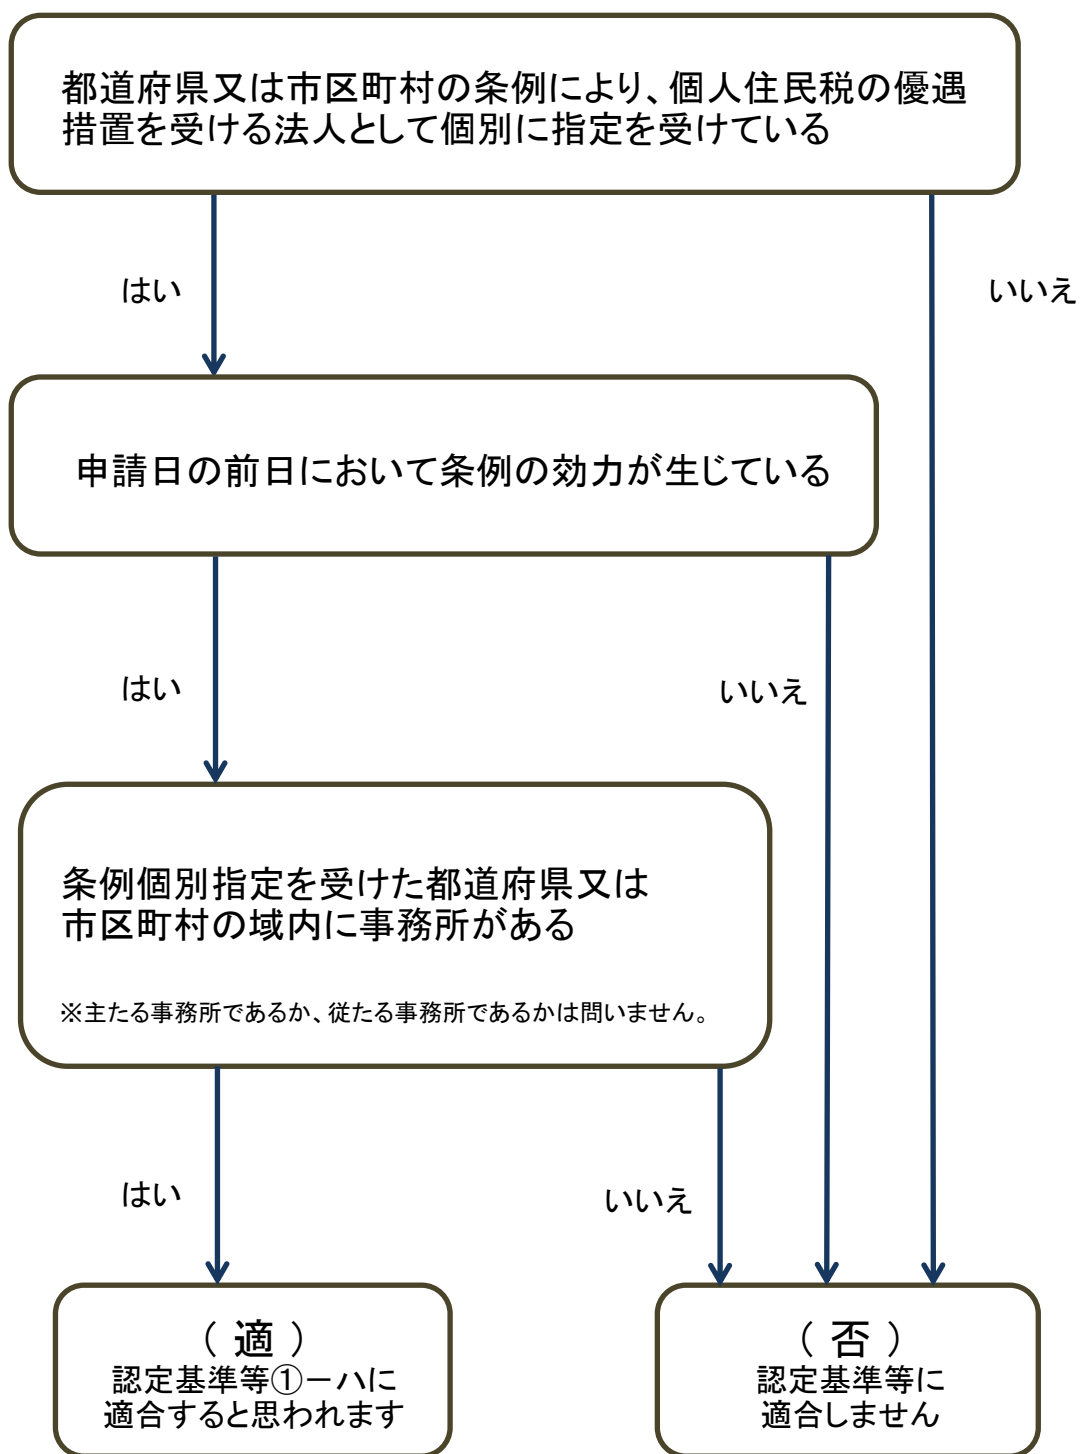 都道府県又は市区町村の条例により、個人住民税の優遇
措置を受ける法人として個別に指定を受けている
はい
いいえ
申請日の前日において条例の効力が生じている
はい
いいえ
条例個別指定を受けた都道府県又は
市区町村の域内に事務所がある
※主たる事務所であるか、従たる事務所であるかは問いません。
はい
いいえ
（ 適 ）
認定基準等①－ハに
適合すると思われます
（ 否 ）
認定基準等に
適合しません